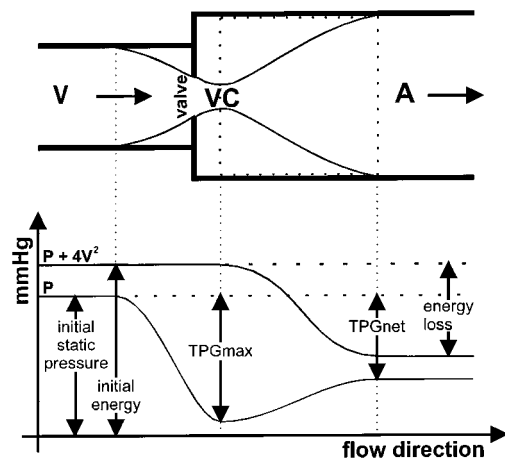 V
valve
VC
A
mmHg
P + 4V²
P
initial
static
pressure
initial
energy
TPGmax
TPGnet
energy
loss
flow direction